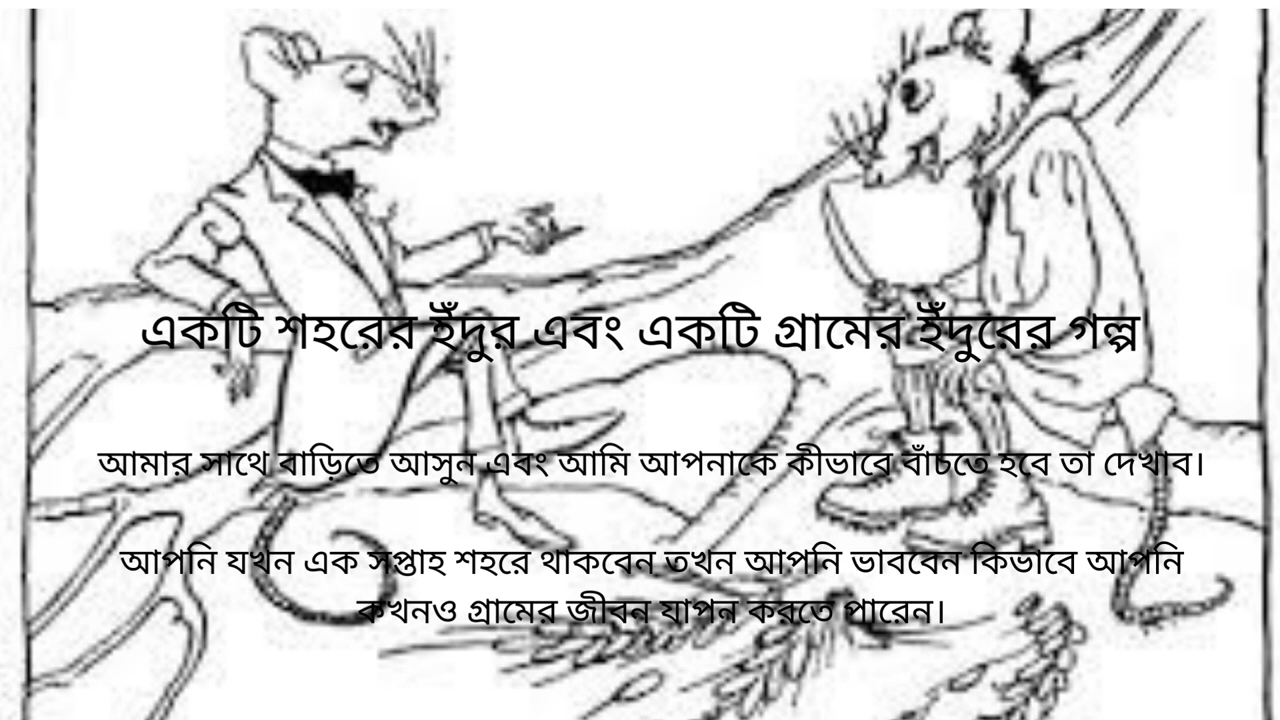 একটি শহরের ইঁদুর এবং একটি গ্রামের ইঁদুরের গল্প
আমার সাথে বাড়িতে আসুন এবং আমি আপনাকে কীভাবে বাঁচতে হবে তা দেখাব।
আপনি যখন এক সপ্তাহ শহরে থাকবেন তখন আপনি ভাববেন কিভাবে আপনি
কখনও গ্রামের জীবন যাপন করতে পারেন।